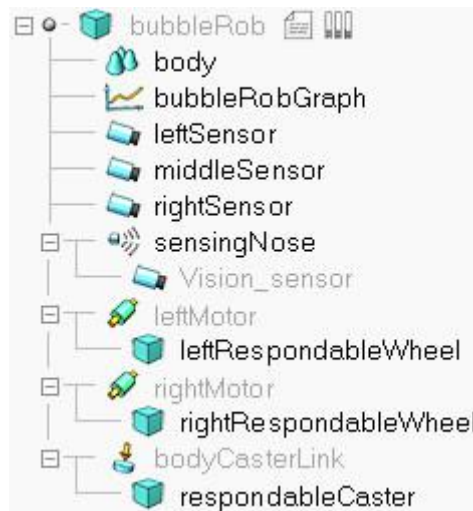 bubbleRob
body
bubbleRobGraph
leftSensor
middleSensor
rightSensor
sensingNose
Vision_sensor
leftMotor
leftRespondableWheel
rightMotor
rightRespondableWheel
bodyCasterLink
respondableCaster